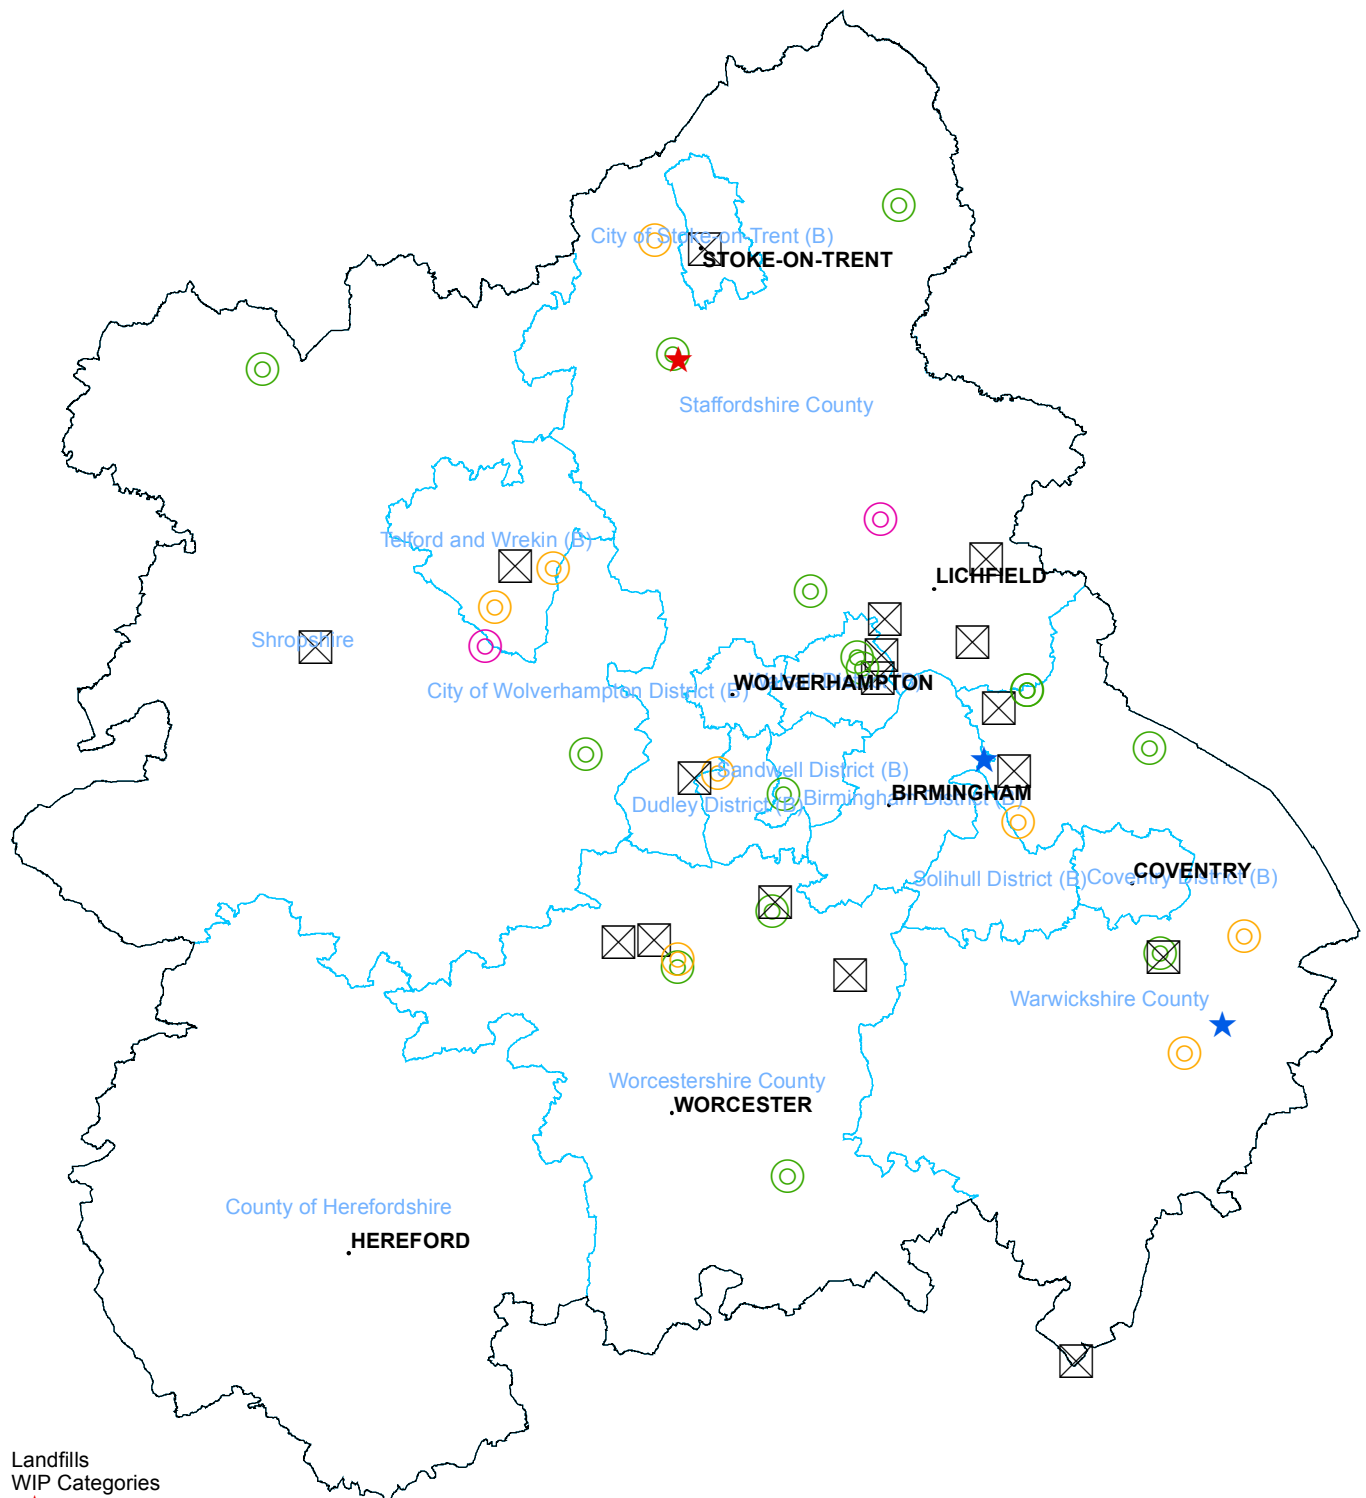 City of Stoke-on-Trent (B)
STOKE-ON-TRENT
Staffordshire County
Telford and Wrekin (B)
LICHFIELD
Shropshire
WOLVERHAMPTON
City of Wolverhampton District (B)
Sandwell District (B)
BIRMINGHAM
Birmingham District (B)
Dudley District (B)
COVENTRY
Solihull District (B)
Coventry District (B)
Warwickshire County
Worcestershire County
WORCESTER
County of Herefordshire
HEREFORD
Landfills
WIP Categories